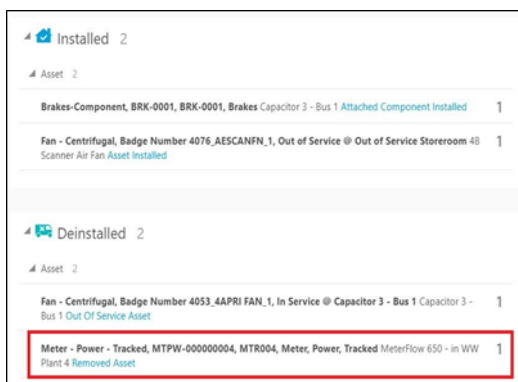 Installed 2
Asset 2
Brakes-Component, BRK-0001, BRK-0001, Brakes Capacitor 3 - Bus 1 Attached Component Installed 1
Fan - Centrifugal, Badge Number 4076_AESCANFN_1, Out of Service @ Out of Service Storeroom 4B 1
Scanner Air Fan Asset Installed
Deinstalled 2
Asset 2
Fan - Centrifugal, Badge Number 4053_4APRI FAN_1, In Service @ Capacitor 3 - Bus 1 Capacitor 3 - 1
Bus 1 Out Of Service Asset
Meter - Power - Tracked, MTPW-000000004, MTR004, Meter, Power, Tracked MeterFlow 650 - in WW 1
Plant 4 Removed Asset